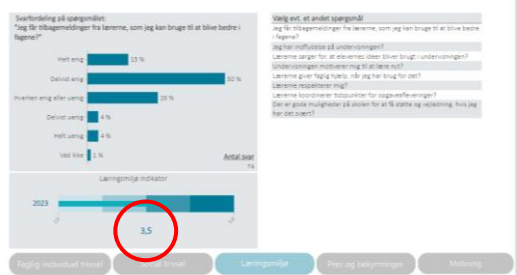 Svarfordeling på spørgsmålet:
"Jeg får tilbagemeldinger fra lærerne, som jeg kan bruge til at blive bedre i
fagene?"
Helt enig
15 %
Delvist enig
50 %
Hverken enig eller uenig
26 %
Delvist uenig
4 %
Helt uenig
4 %
Ved ikke
1 %
Antal svar
Læringsmiljø indikator
2023
3,5
Vælg evt. et andet spørgsmål
Jeg får tilbagemeldinger fra lærerne, som jeg kan bruge til at blive bedre
i fagene?
Jeg har indflydelse på undervisningen?
Lærerne sørger for, at elevernes ideer bliver brugt i undervisningen?
Undervisningen motiverer mig til at lære nyt?
Lærerne giver faglig hjælp, når jeg har brug for det?
Lærerne respekterer mig?
Lærerne koordinerer tidspunkter for opgaveafleveringer?
Der er gode muligheder på skolen for at få støtte og vejledning, hvis jeg
har det svært?
Faglig individuel trivsel
Social trivsel
Læringsmiljø
Pres og bekymringer
Mobning